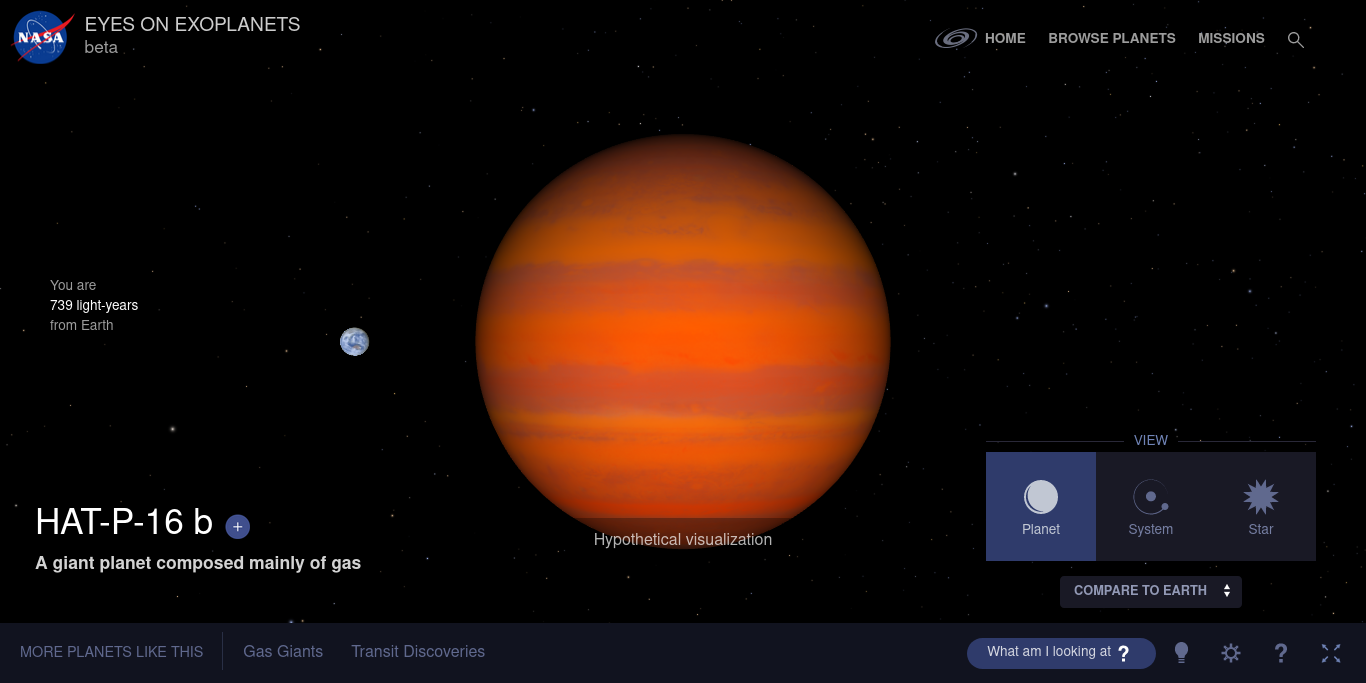 NASA
EYES ON EXOPLANETS
beta
HOME
BROWSE PLANETS
MISSIONS
You are
739 light-years
from Earth
VIEW
Planet
System
Star
HAT-P-16 b +
A giant planet composed mainly of gas
Hypothetical visualization
COMPARE TO EARTH
MORE PLANETS LIKE THIS
Gas Giants
Transit Discoveries
What am I looking at ?
?